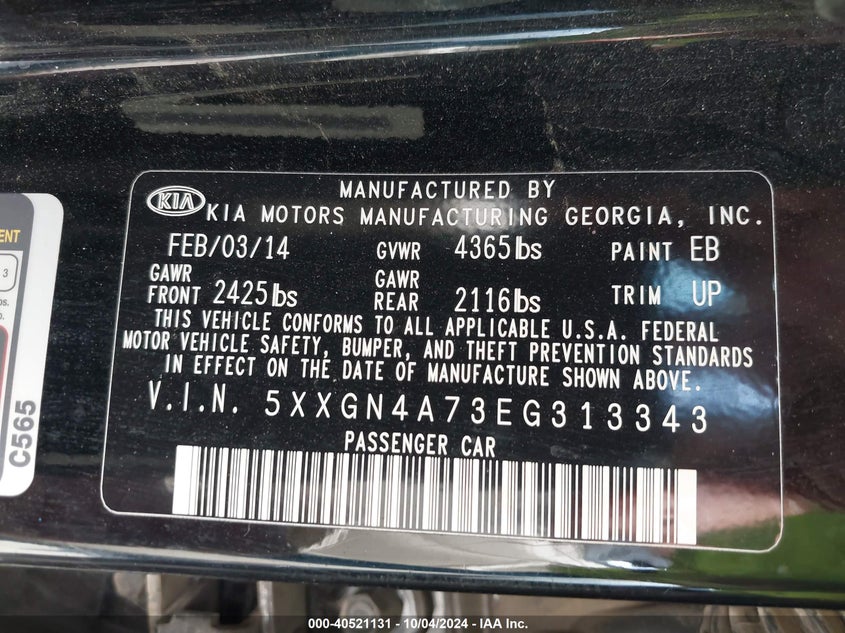 MANUFACTURED BY
KIA KIA MOTORS MANUFACTURING GEORGIA, INC.
FEB/03/14 GVWR 4365lbs PAINT EB
GAWR FRONT 2425lbs GAWR REAR 2116lbs TRIM UP
THIS VEHICLE CONFORMS TO ALL APPLICABLE U.S.A. FEDERAL
MOTOR VEHICLE SAFETY, BUMPER, AND THEFT PREVENTION STANDARDS
IN EFFECT ON THE DATE OF MANUFACTURE SHOWN ABOVE.
V.I.N. 5XXGN4A73EG313343
PASSENGER CAR
3
C565
000-40521131 - 10/04/2024 - IAA Inc.